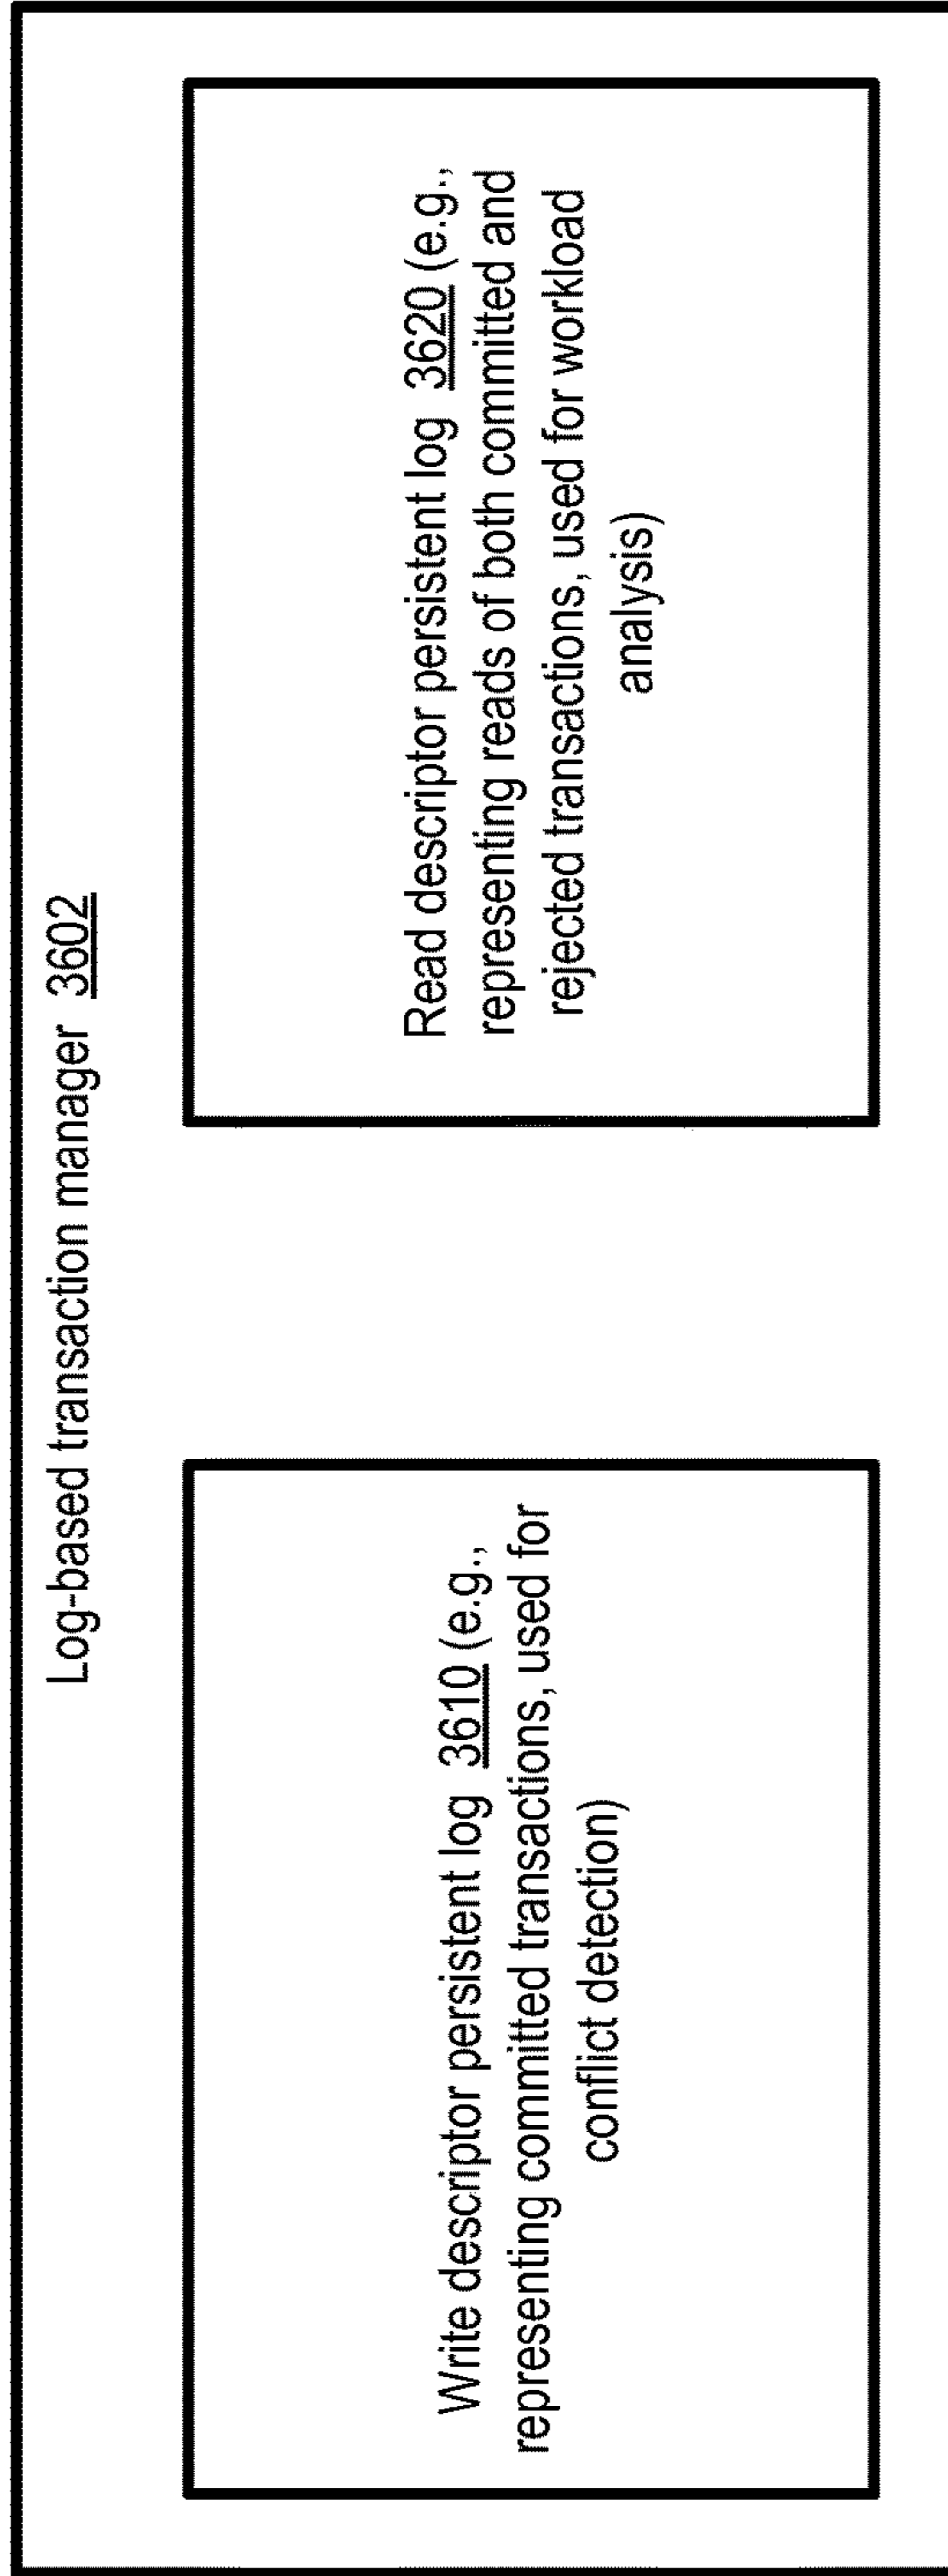 Log-based transaction manager 3602
Write descriptor persistent log 3610 (e.g.,
representing committed transactions, used for
conflict detection)
Read descriptor persistent log 3620 (e.g.,
representing reads of both committed and
rejected transactions, used for workload
analysis)